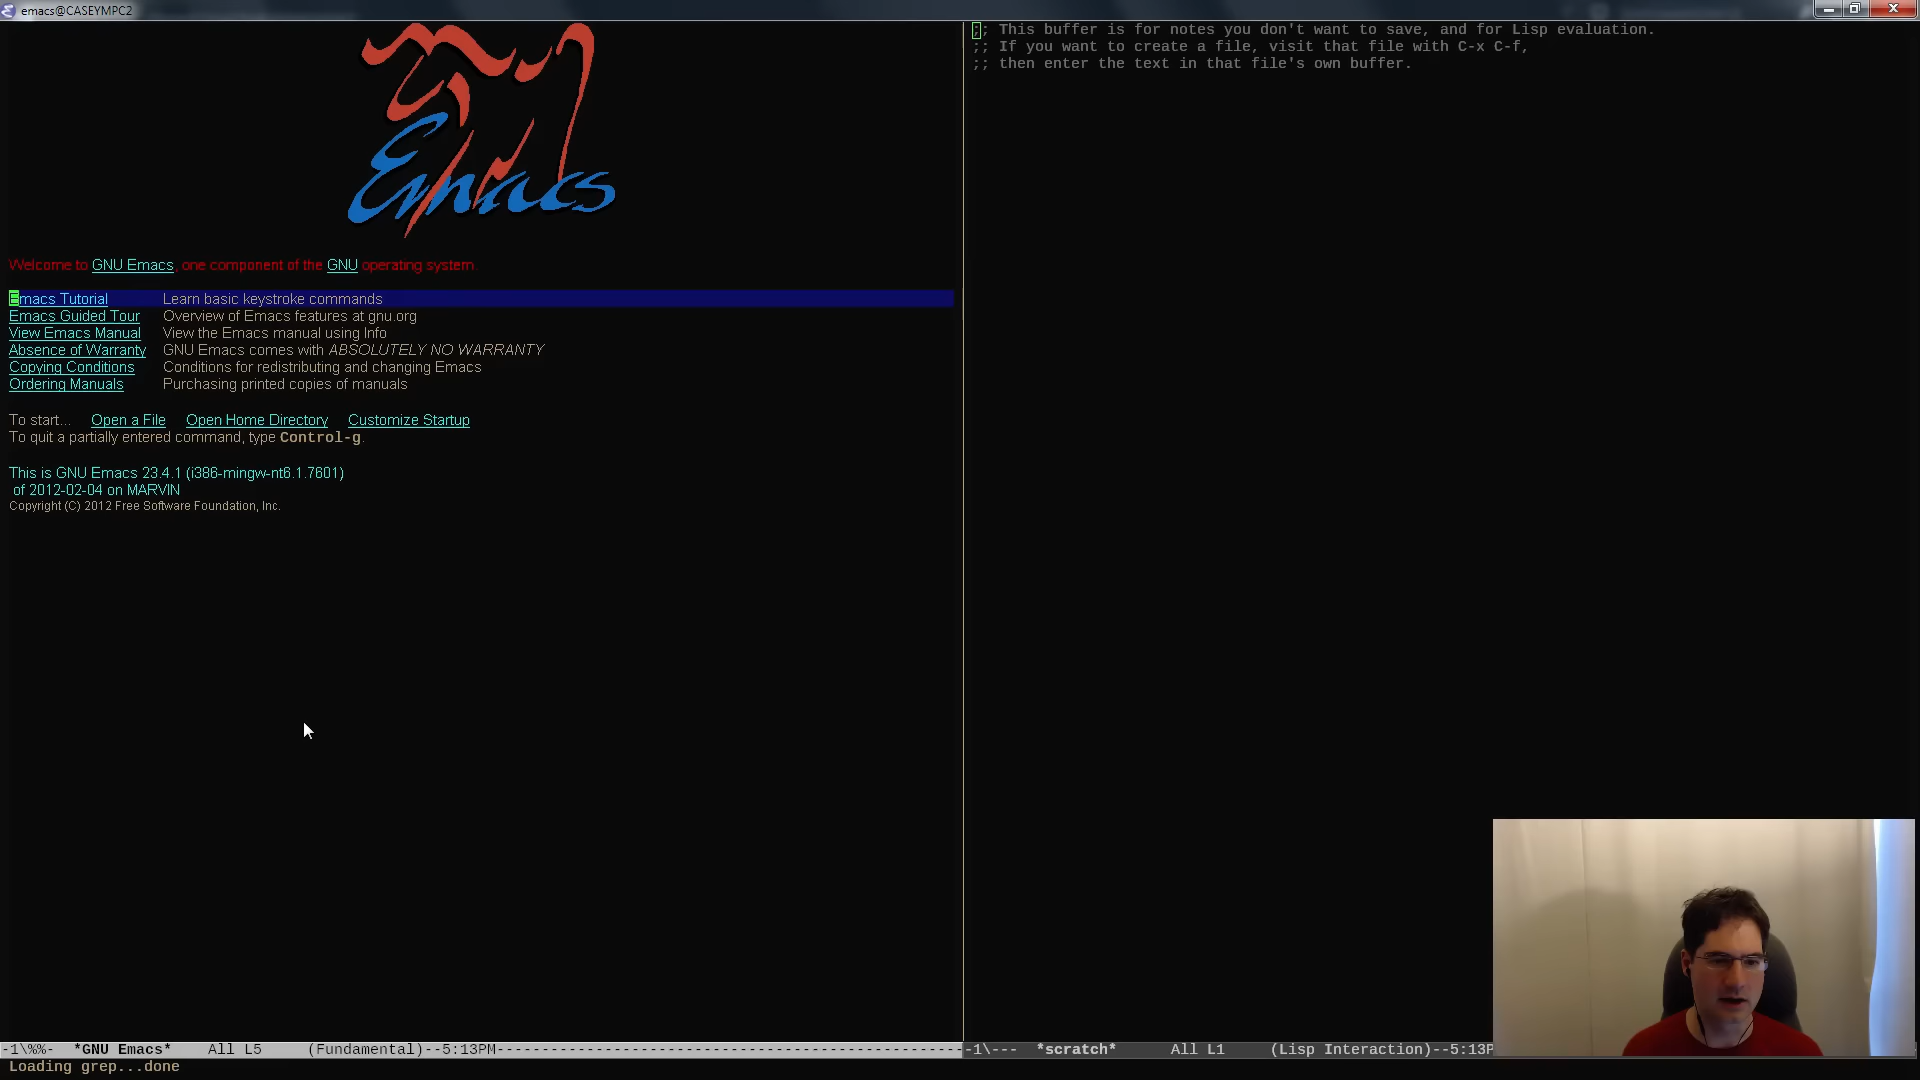 emacs@CASEYMPC2
Emacs
Welcome to GNU Emacs, one component of the GNU operating system.
Emacs Tutorial Learn basic keystroke commands
Emacs Guided Tour Overview of Emacs features at gnu.org
View Emacs Manual View the Emacs manual using Info
Absence of Warranty GNU Emacs comes with ABSOLUTELY NO WARRANTY
Copying Conditions Conditions for redistributing and changing Emacs
Ordering Manuals Purchasing printed copies of manuals
To start... Open a File Open Home Directory Customize Startup
To quit a partially entered command, type Control-g.
This is GNU Emacs 23.4.1 (i386-mingw-nt6.1.7601)
of 2012-02-04 on MARVIN
Copyright (C) 2012 Free Software Foundation, Inc.
-1\%%- *GNU Emacs* All L5 (Fundamental)--5:13PM----------------------------------------------------
;; This buffer is for notes you don't want to save, and for Lisp evaluation.
;; If you want to create a file, visit that file with C-x C-f,
;; then enter the text in that file's own buffer.
-1\--- *scratch* All L1 (Lisp Interaction)--5:13P
Loading grep...done